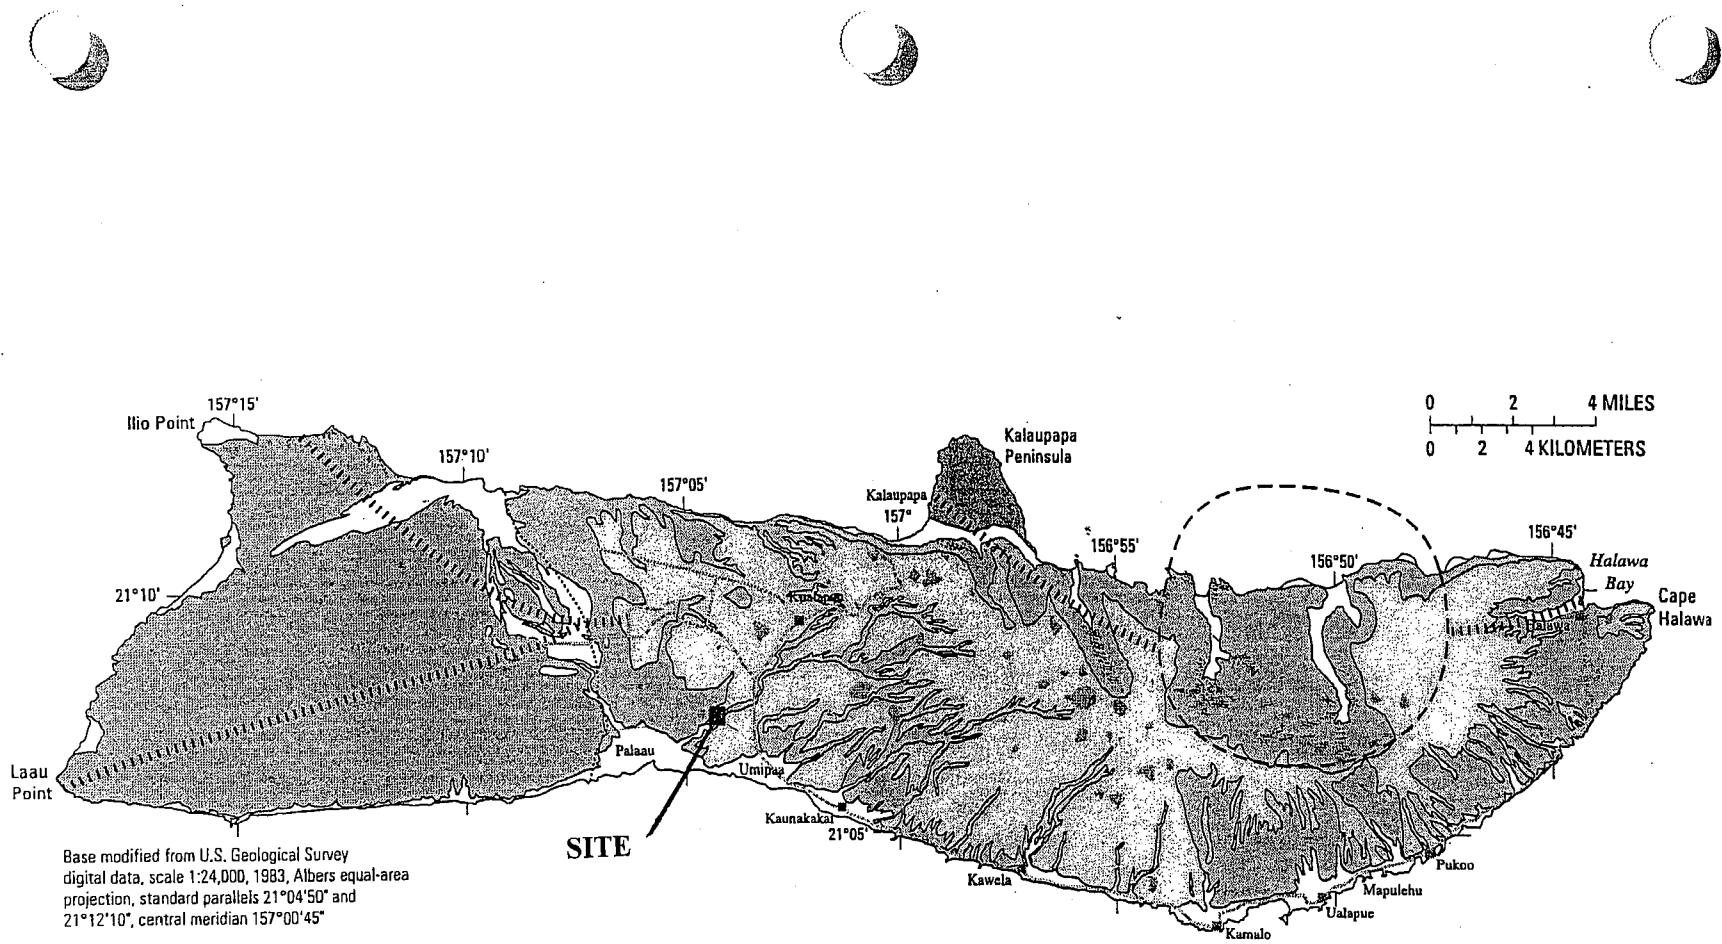 Ilio Point
157°15'
157°10'
157°05'
Kalaupapa
Peninsula
Kalaupapa
157°
156°55'
156°50'
156°45'
0 2 4 MILES
0 2 4 KILOMETERS
Halawa
Bay
Cape
Halawa
Halawa
21°10'
Kualapuu
Laau
Point
Palaau
Umipaa
Kaunakakai
21°05'
SITE
Kawela
Kamalo
Ualapue
Mapulehu
Pukoo
Base modified from U.S. Geological Survey
digital data, scale 1:24,000, 1983, Albers equal-area
projection, standard parallels 21°04'50" and
21°12'10", central meridian 157°00'45"